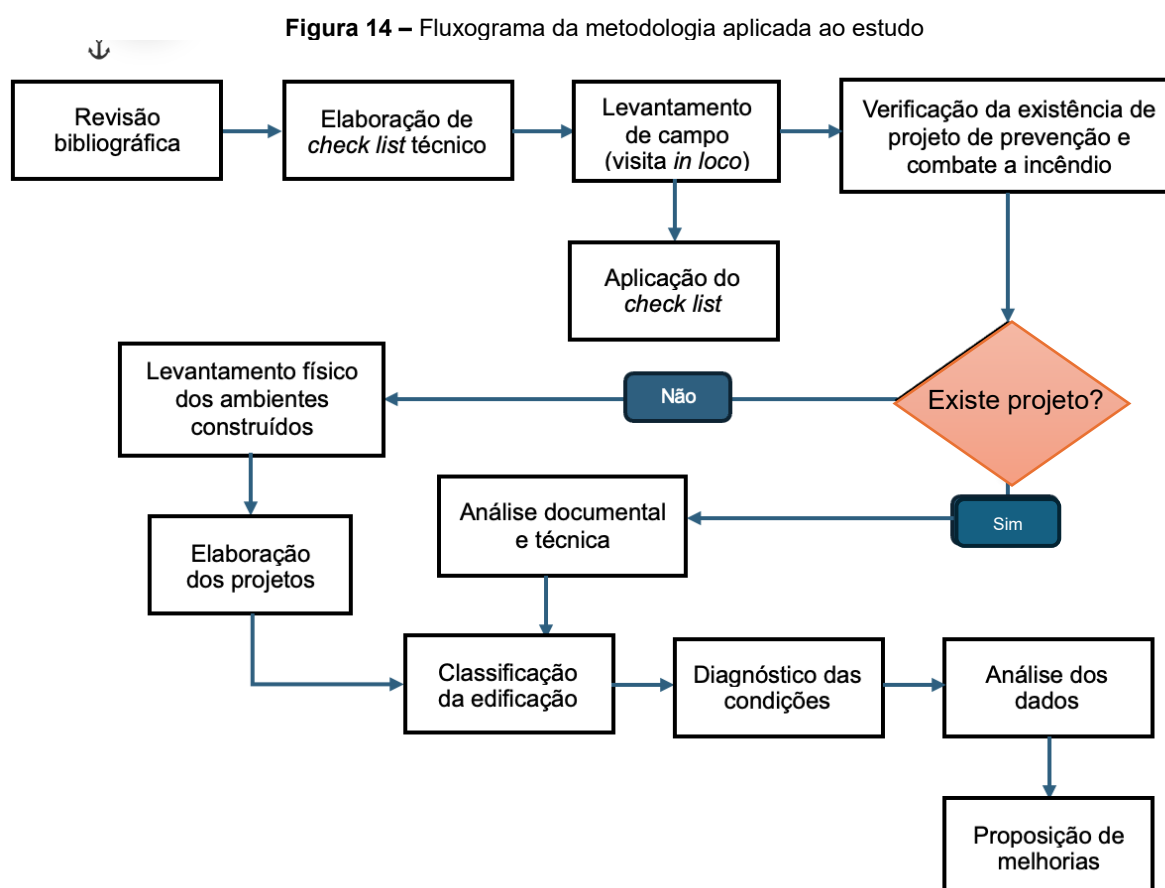 Figura 14 – Fluxograma da metodologia aplicada ao estudo
Revisão
bibliográfica
Elaboração de
check list técnico
Levantamento
de campo
(visita in loco)
Verificação da existência de
projeto de prevenção e
combate a incêndio
Aplicação do
check list
Existe projeto?
Não
Levantamento físico
dos ambientes
construídos
Sim
Análise documental
e técnica
Elaboração
dos projetos
Classificação
da edificação
Diagnóstico das
condições
Análise dos
dados
Proposição de
melhorias